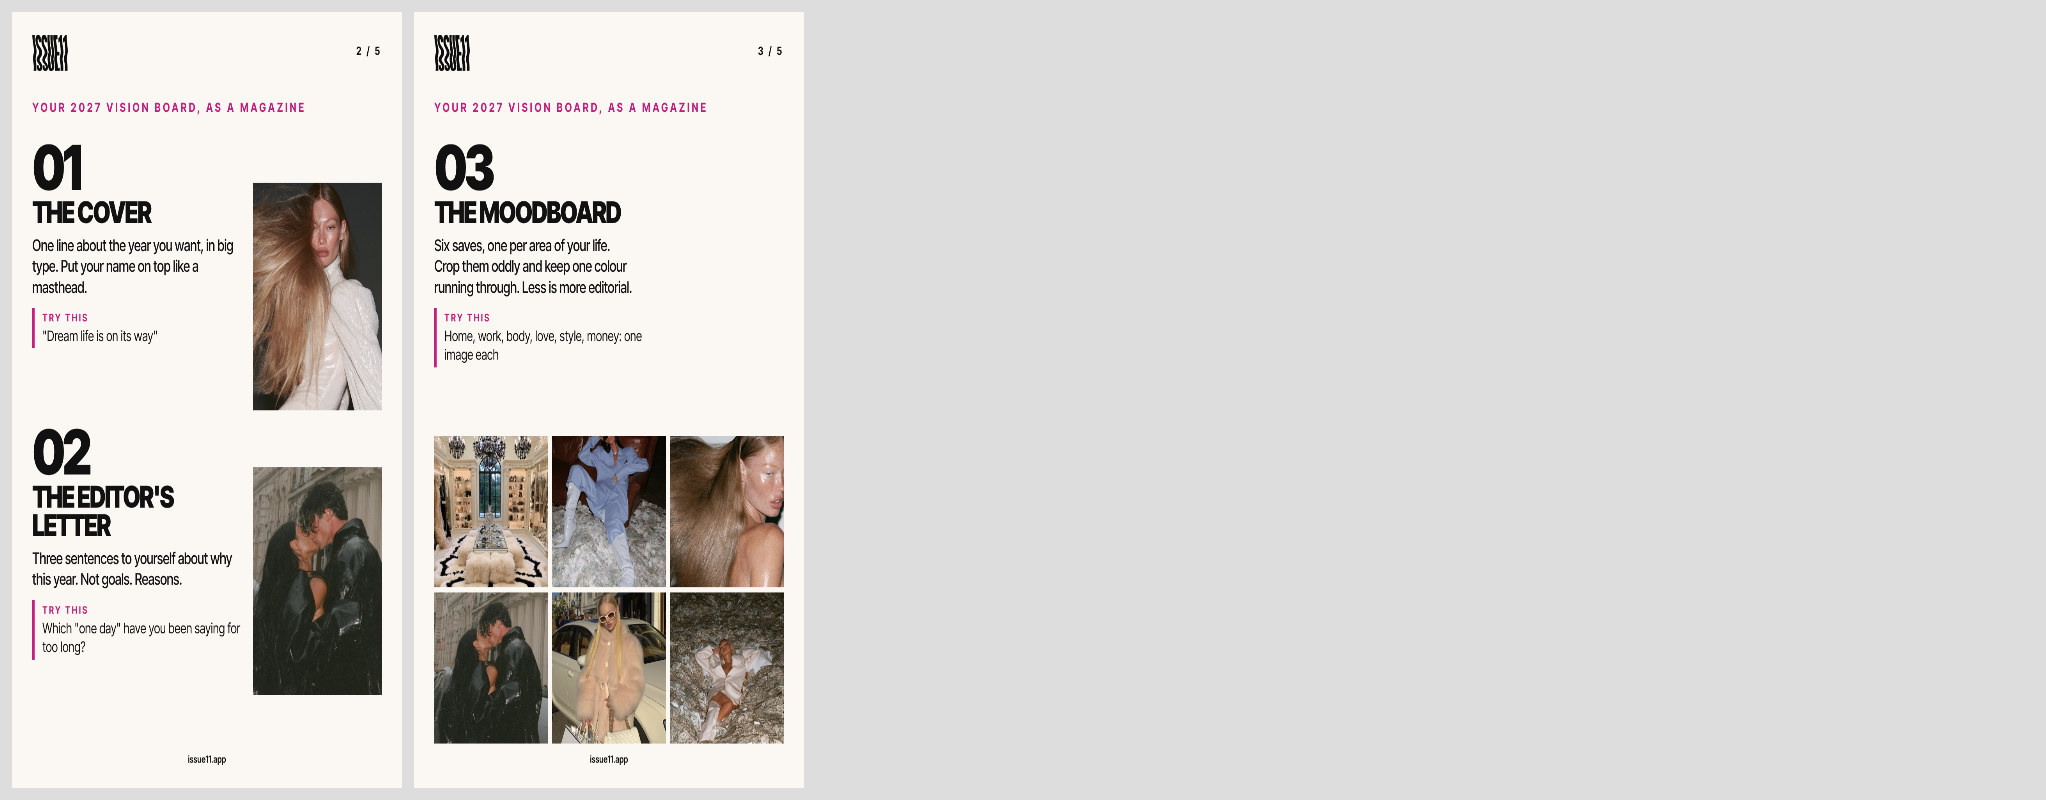 ISSUE11
2 / 5
YOUR 2027 VISION BOARD, AS A MAGAZINE
01
THE COVER
One line about the year you want, in big
type. Put your name on top like a
masthead.
TRY THIS
"Dream life is on its way"
02
THE EDITOR'S
LETTER
Three sentences to yourself about why
this year. Not goals. Reasons.
TRY THIS
Which "one day" have you been saying for
too long?
issue11.app
ISSUE11
3 / 5
YOUR 2027 VISION BOARD, AS A MAGAZINE
03
THE MOODBOARD
Six saves, one per area of your life.
Crop them oddly and keep one colour
running through. Less is more editorial.
TRY THIS
Home, work, body, love, style, money: one
image each
issue11.app